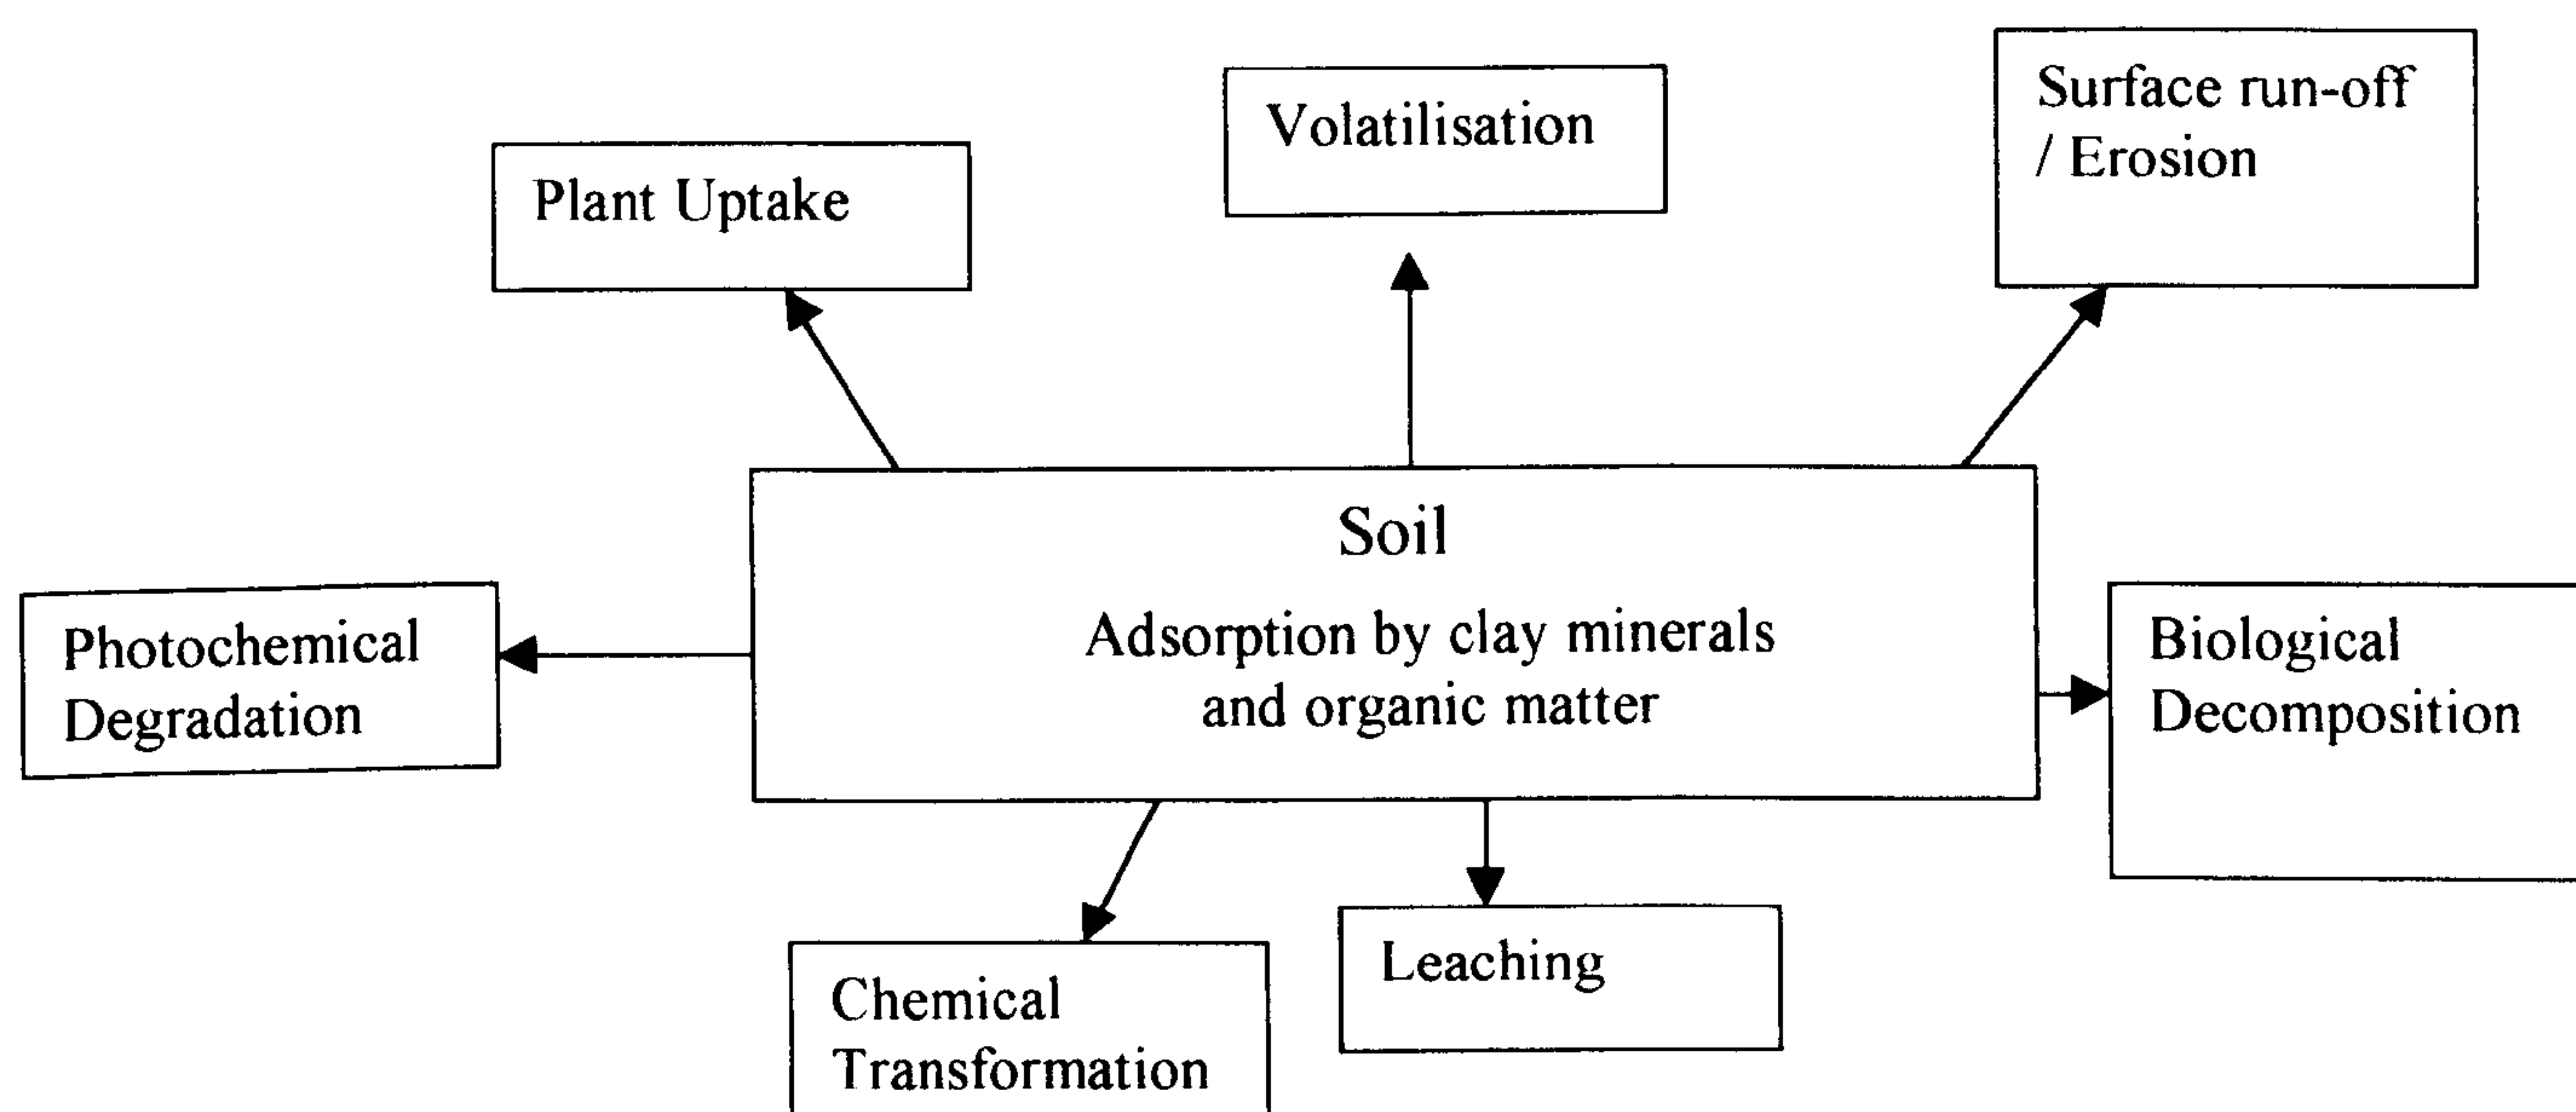 Surface run-off
/ Erosion
Volatilisation
Plant Uptake
Soil
Adsorption by clay minerals
and organic matter
Photochemical
Degradation
Biological
Decomposition
Leaching
Chemical
Transformation